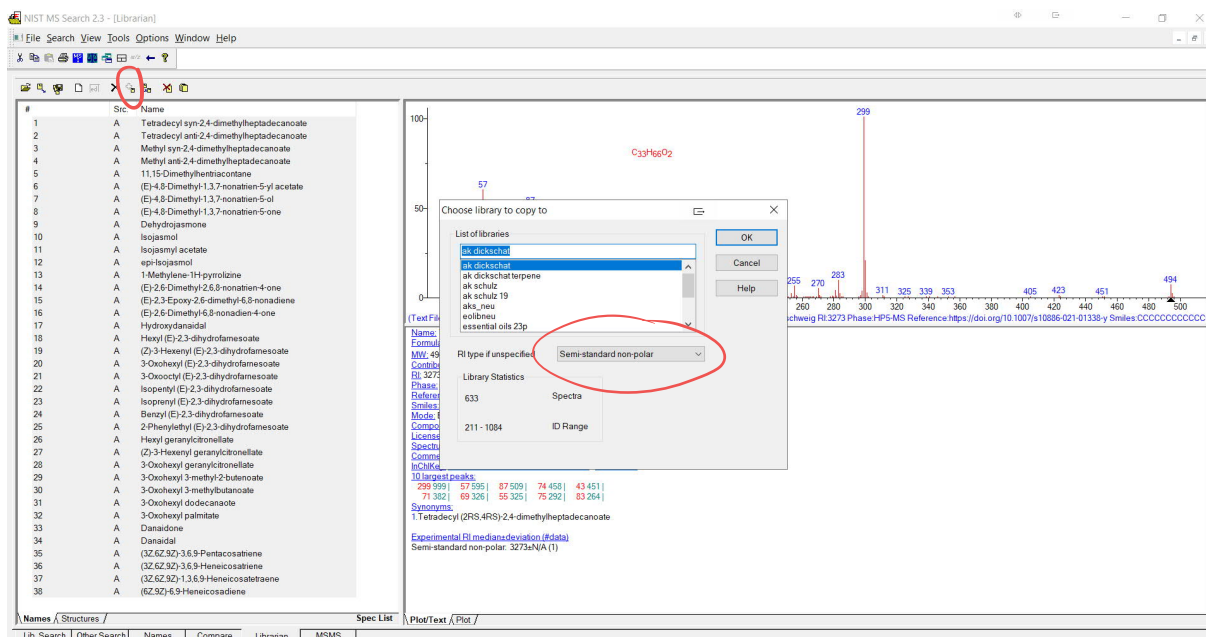 NIST MS Search 2.3 - [Librarian]
File Search View Tools Options Window Help
# Src. Name
1 A Tetradecyl syn-2,4-dimethylheptadecanoate
2 A Tetradecyl anti-2,4-dimethylheptadecanoate
3 A Methyl syn-2,4-dimethylheptadecanoate
4 A Methyl anti-2,4-dimethylheptadecanoate
5 A 11,15-Dimethylhentriacontane
6 A (E)-4,8-Dimethyl-1,3,7-nonatrien-5-yl acetate
7 A (E)-4,8-Dimethyl-1,3,7-nonatrien-5-ol
8 A (E)-4,8-Dimethyl-1,3,7-nonatrien-5-one
9 A Dehydrojasmone
10 A Isojasmol
11 A Isojasmyl acetate
12 A epi-Isojasmol
13 A 1-Methylene-1H-pyrrolizine
14 A (E)-2,6-Dimethyl-2,6,8-nonatrien-4-one
15 A (E)-2,3-Epoxy-2,6-dimethyl-6,8-nonadiene
16 A (E)-2,6-Dimethyl-6,8-nonadien-4-one
17 A Hydroxydanaidal
18 A Hexyl (E)-2,3-dihydrofarnesoate
19 A (Z)-3-Hexenyl (E)-2,3-dihydrofarnesoate
20 A 3-Oxohexyl (E)-2,3-dihydrofarnesoate
21 A 3-Oxooctyl (E)-2,3-dihydrofarnesoate
22 A Isopentyl (E)-2,3-dihydrofarnesoate
23 A Isoprenyl (E)-2,3-dihydrofarnesoate
24 A Benzyl (E)-2,3-dihydrofarnesoate
25 A 2-Phenylethyl (E)-2,3-dihydrofarnesoate
26 A Hexyl geranylcitronellate
27 A (Z)-3-Hexenyl geranylcitronellate
28 A 3-Oxohexyl geranylcitronellate
29 A 3-Oxohexyl 3-methyl-2-butenoate
30 A 3-Oxohexyl 3-methylbutanoate
31 A 3-Oxohexyl dodecanaote
32 A 3-Oxohexyl palmitate
33 A Danaidone
34 A Danaidal
35 A (3Z,6Z,9Z)-3,6,9-Pentacosatriene
36 A (3Z,6Z,9Z)-3,6,9-Heneicosatriene
37 A (3Z,6Z,9Z)-1,3,6,9-Heneicosatetraene
38 A (6Z,9Z)-6,9-Heneicosadiene
Names Structures Spec List
Lib. Search Other Search Names Compare Librarian MSMS
100-
50-
0-
299
C33H66O2
57
87
255 270 283 311 325 339 353 405 423 451 494
260 280 300 320 340 360 380 400 420 440 460 480 500
(Text File
schweig RI:3273 Phase:HP5-MS Reference:https://doi.org/10.1007/s10886-021-01338-y Smiles:CCCCCCCCCCC
Choose library to copy to
List of libraries
ak dickschat
ak dickschat
ak dickschat terpene
ak schulz
ak schulz 19
aks_neu
eolibneu
essential oils 23p
OK
Cancel
Help
RI type if unspecified Semi-standard non-polar
Library Statistics
633 Spectra
211 - 1084 ID Range
Name:
Formula
MW: 49
Contrib
RI: 3273
Phase:
Referen
Smiles:
Mode: E
Compo
License
Spectru
Comme
InChIKe
10 largest peaks:
299 999 | 57 595 | 87 509 | 74 458 | 43 451 |
71 382 | 69 326 | 55 325 | 75 292 | 83 264 |
Synonyms:
1.Tetradecyl (2RS,4RS)-2,4-dimethylheptadecanoate
Experimental RI median±deviation (#data)
Semi-standard non-polar: 3273±N/A (1)
Plot/Text Plot